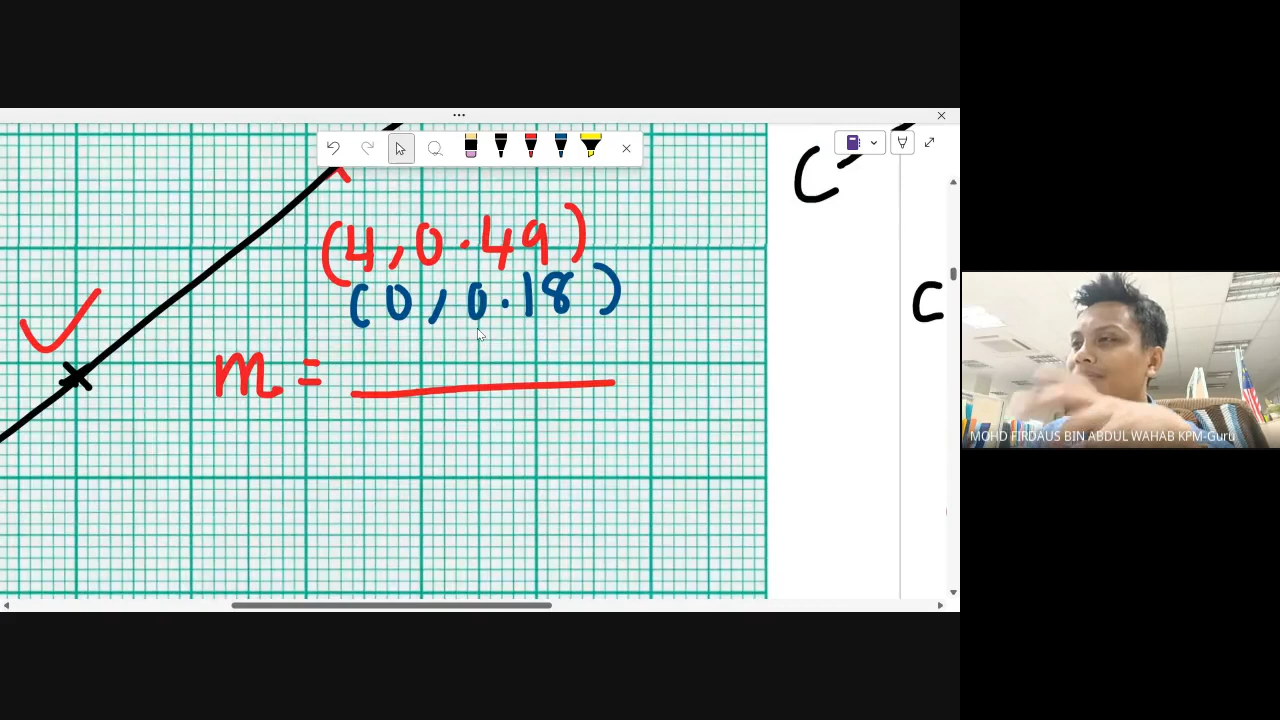 (4, 0.49)
(0, 0.18)
m =
C
C
MOHD FIRDAUS BIN ABDUL WAHAB KPM-Guru